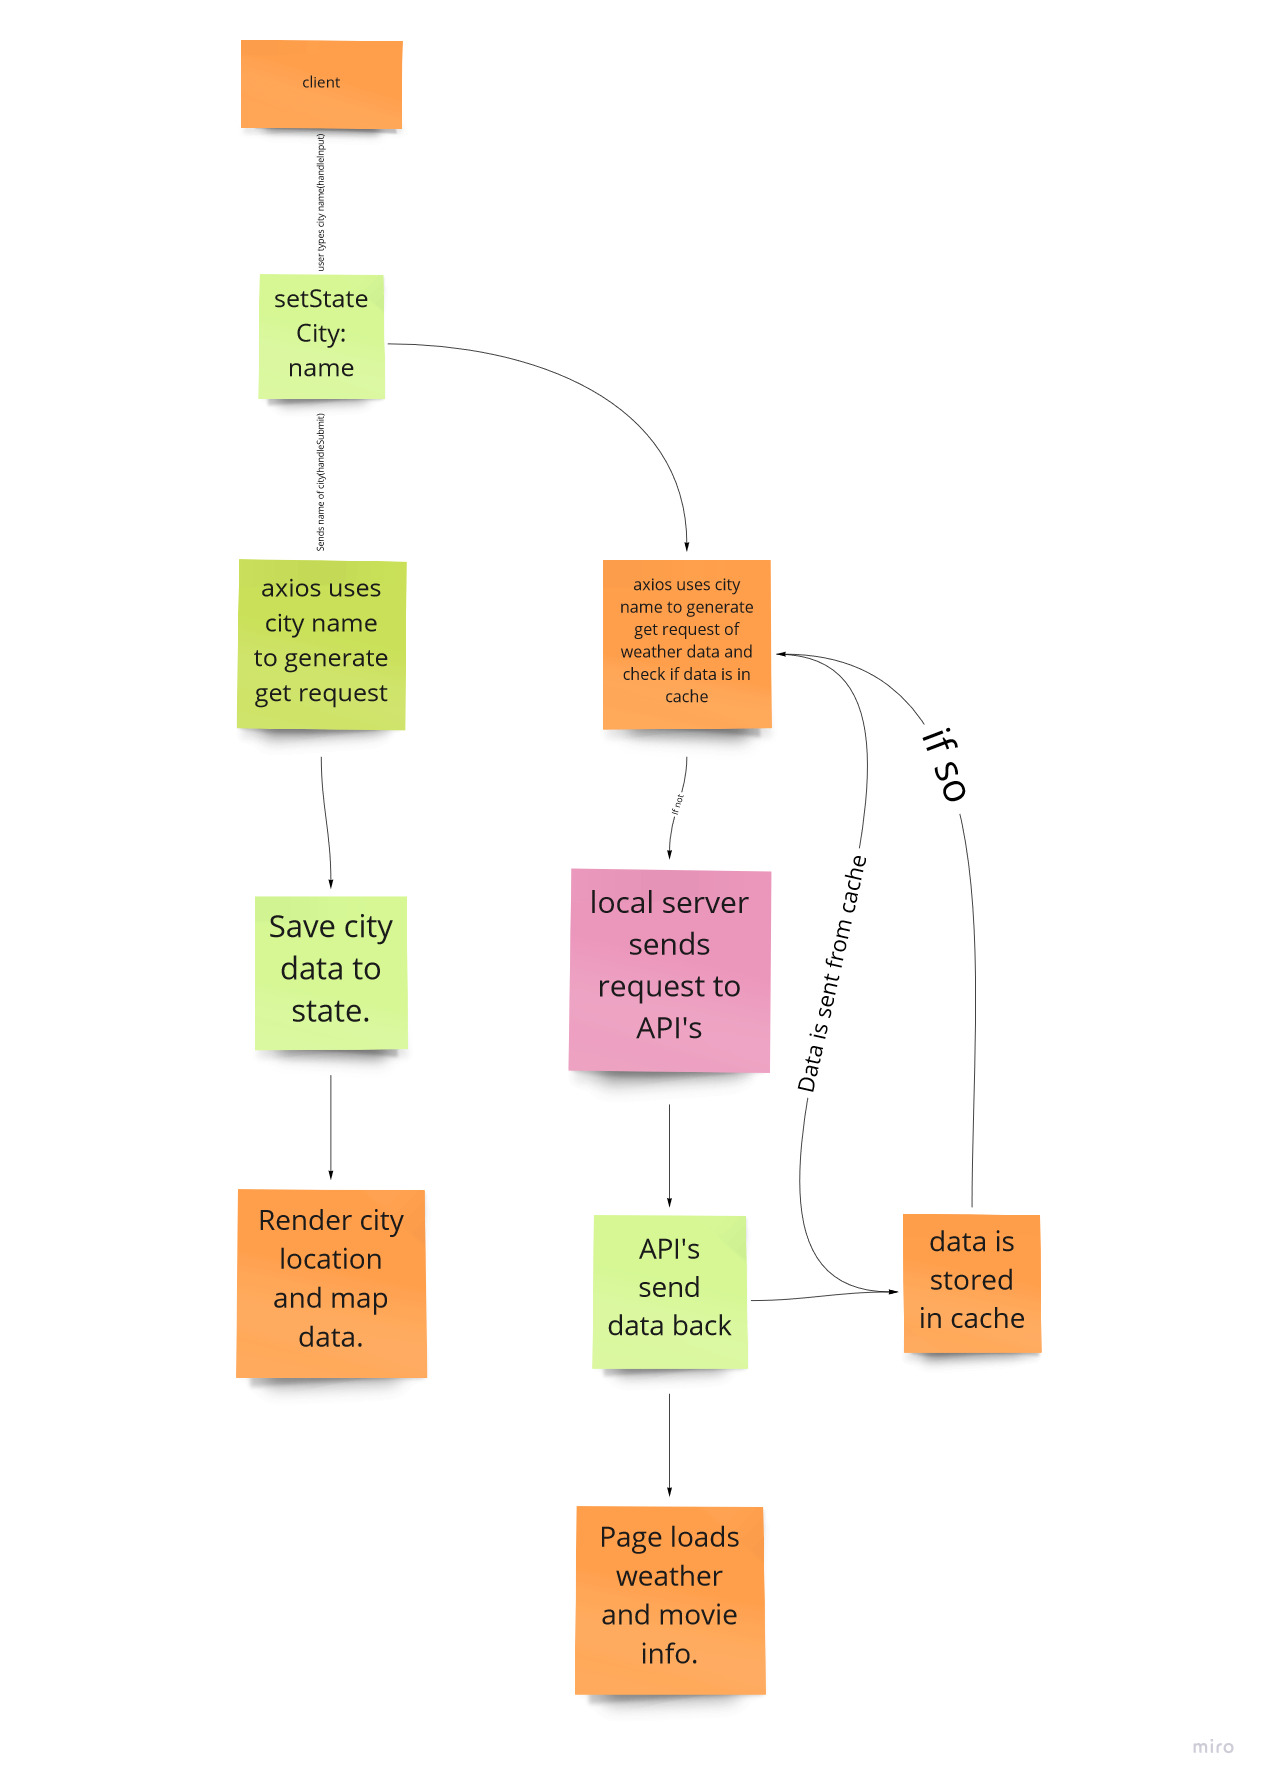 client
user types city name(handleInput)
setState
City:
name
Sends name of city(handleSubmit)
axios uses
city name
to generate
get request
axios uses city
name to generate
get request of
weather data and
check if data is in
cache
if so
if not
Data is sent from cache
local server
sends
request to
API's
Save city
data to
state.
Render city
location
and map
data.
API's
send
data back
data is
stored
in cache
Page loads
weather
and movie
info.
miro